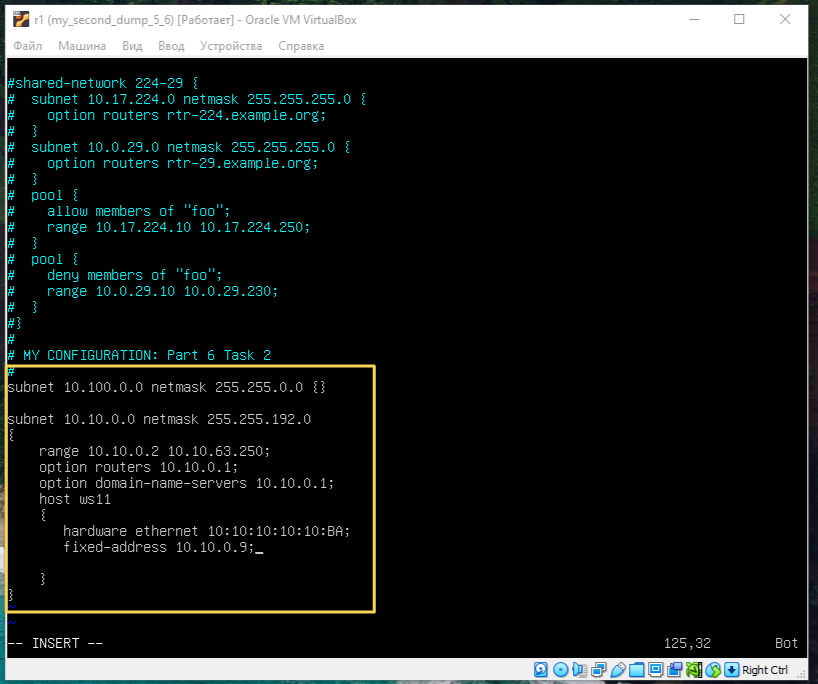 r1 (my_second_dump_5_6) [Работает] - Oracle VM VirtualBox
Файл Машина Вид Ввод Устройства Справка
#shared-network 224-29 {
#  subnet 10.17.224.0 netmask 255.255.255.0 {
#    option routers rtr-224.example.org;
#  }
#  subnet 10.0.29.0 netmask 255.255.255.0 {
#    option routers rtr-29.example.org;
#  }
#  pool {
#    allow members of "foo";
#    range 10.17.224.10 10.17.224.250;
#  }
#  pool {
#    deny members of "foo";
#    range 10.0.29.10 10.0.29.230;
#  }
#}
#
# MY CONFIGURATION: Part 6 Task 2
#
subnet 10.100.0.0 netmask 255.255.0.0 {}
subnet 10.10.0.0 netmask 255.255.192.0
{
    range 10.10.0.2 10.10.63.250;
    option routers 10.10.0.1;
    option domain-name-servers 10.10.0.1;
    host ws11
    {
       hardware ethernet 10:10:10:10:10:BA;
       fixed-address 10.10.0.9;_
    }
}
~
~
-- INSERT -- 125,32 Bot
Right Ctrl